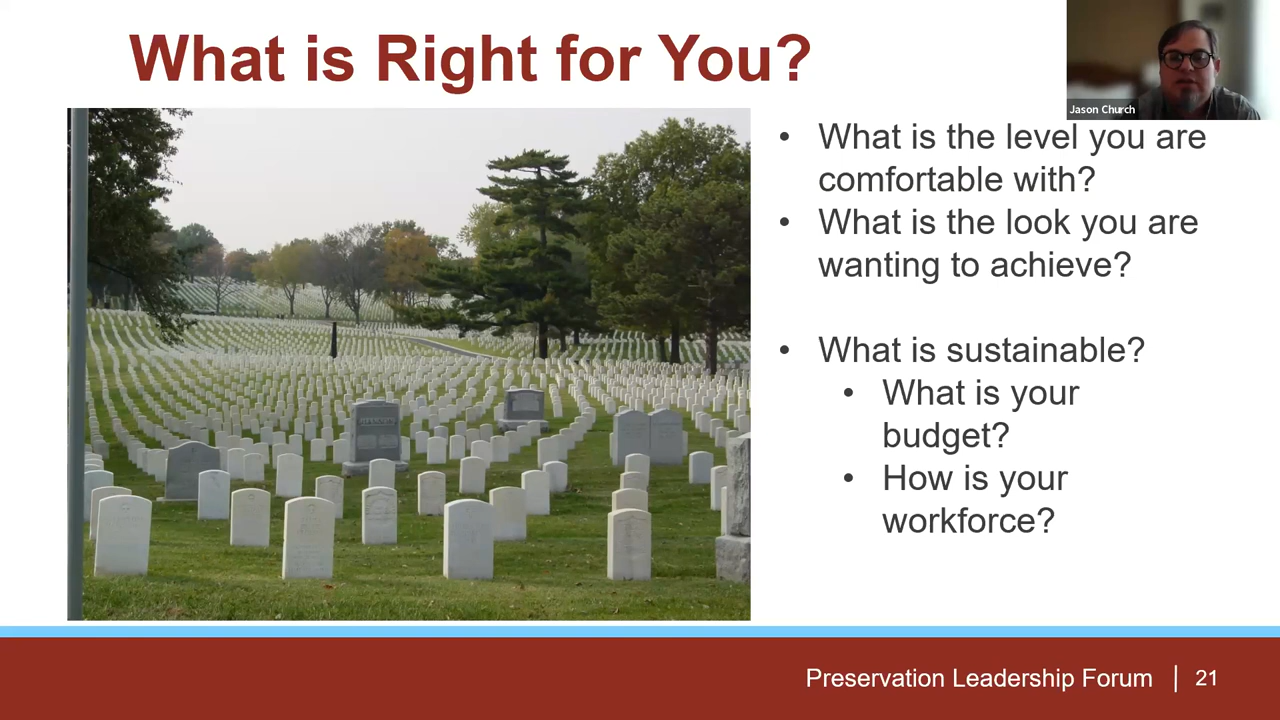 What is Right for You?
Jason Church
• What is the level you are
comfortable with?
• What is the look you are
wanting to achieve?
• What is sustainable?
• What is your
budget?
• How is your
workforce?
Preservation Leadership Forum | 21